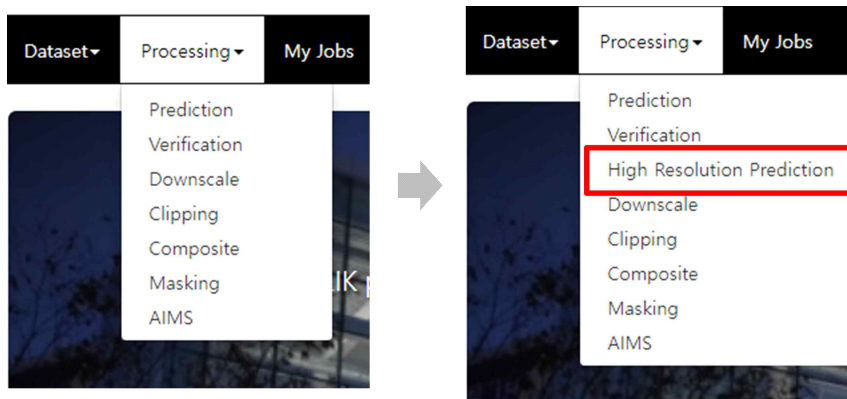 Dataset Processing My Jobs
Prediction
Verification
Downscale
Clipping
Composite
Masking
AIMS
IK
Dataset Processing My Jobs
Prediction
Verification
High Resolution Prediction
Downscale
Clipping
Composite
Masking
AIMS